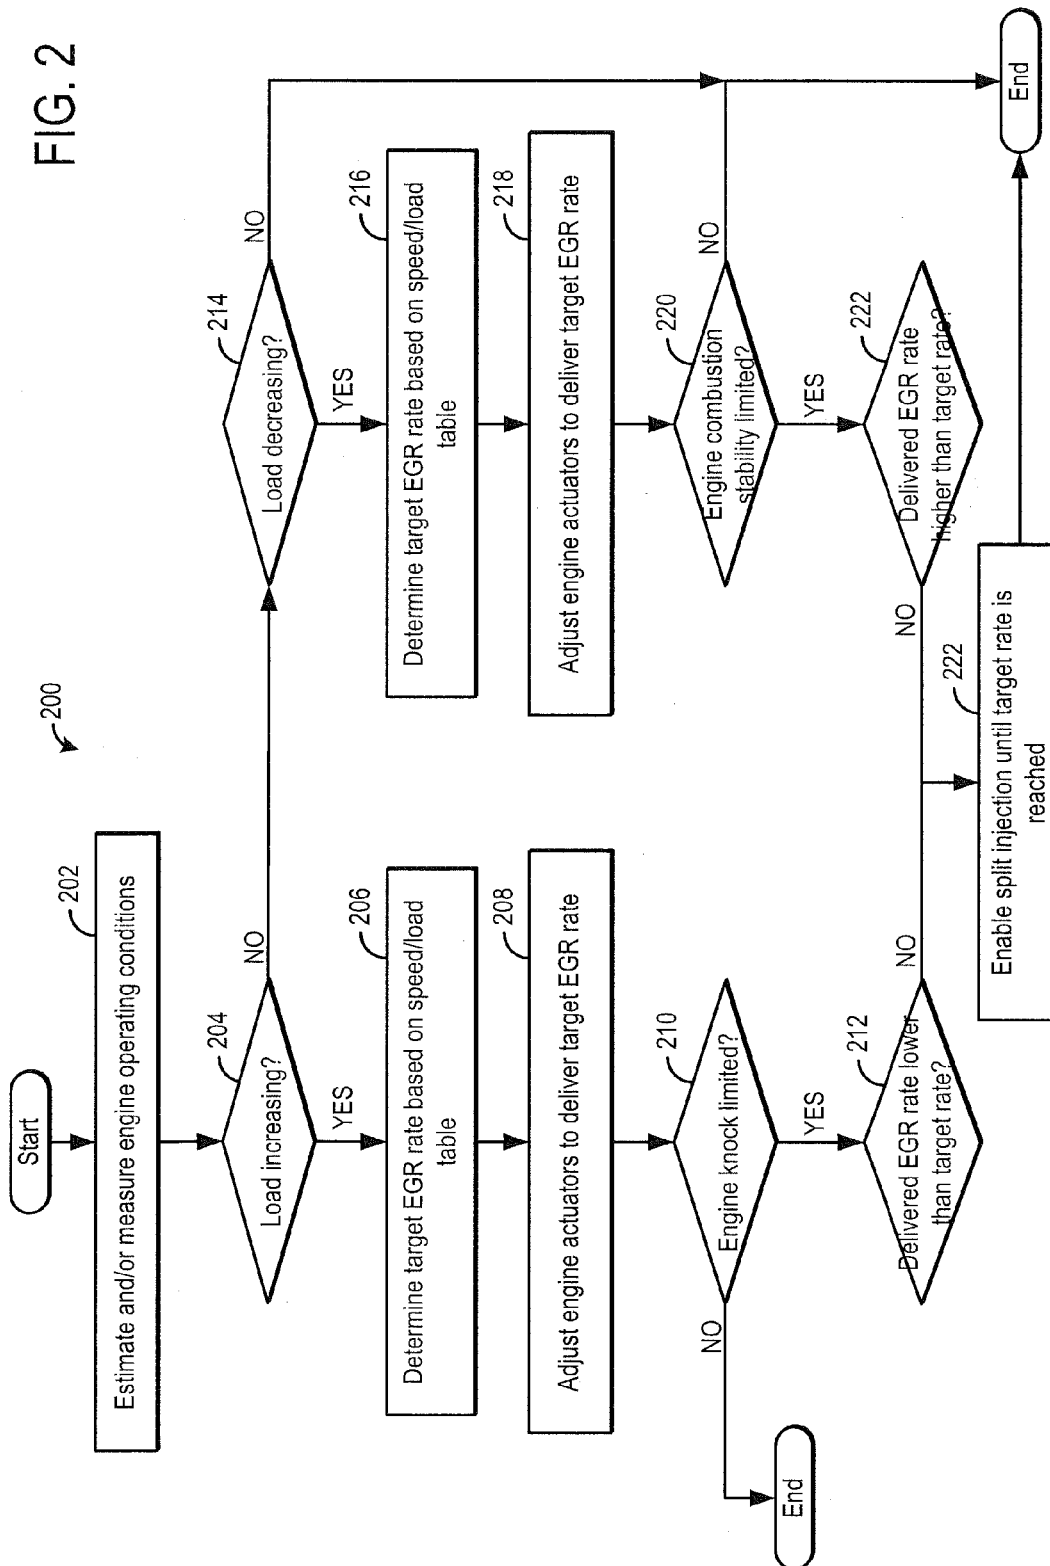 FIG. 2
200
Start
202
Estimate and/or measure engine operating conditions
204
Load increasing?
NO
YES
214
Load decreasing?
NO
YES
206
Determine target EGR rate based on speed/load
table
216
Determine target EGR rate based on speed/load
table
208
Adjust engine actuators to deliver target EGR rate
218
Adjust engine actuators to deliver target EGR rate
210
Engine knock limited?
NO
YES
220
Engine combustion
stability limited?
NO
YES
End
212
Delivered EGR rate lower
than target rate?
NO
222
Delivered EGR rate
higher than target rate?
NO
222
Enable split injection until target rate is
reached
End